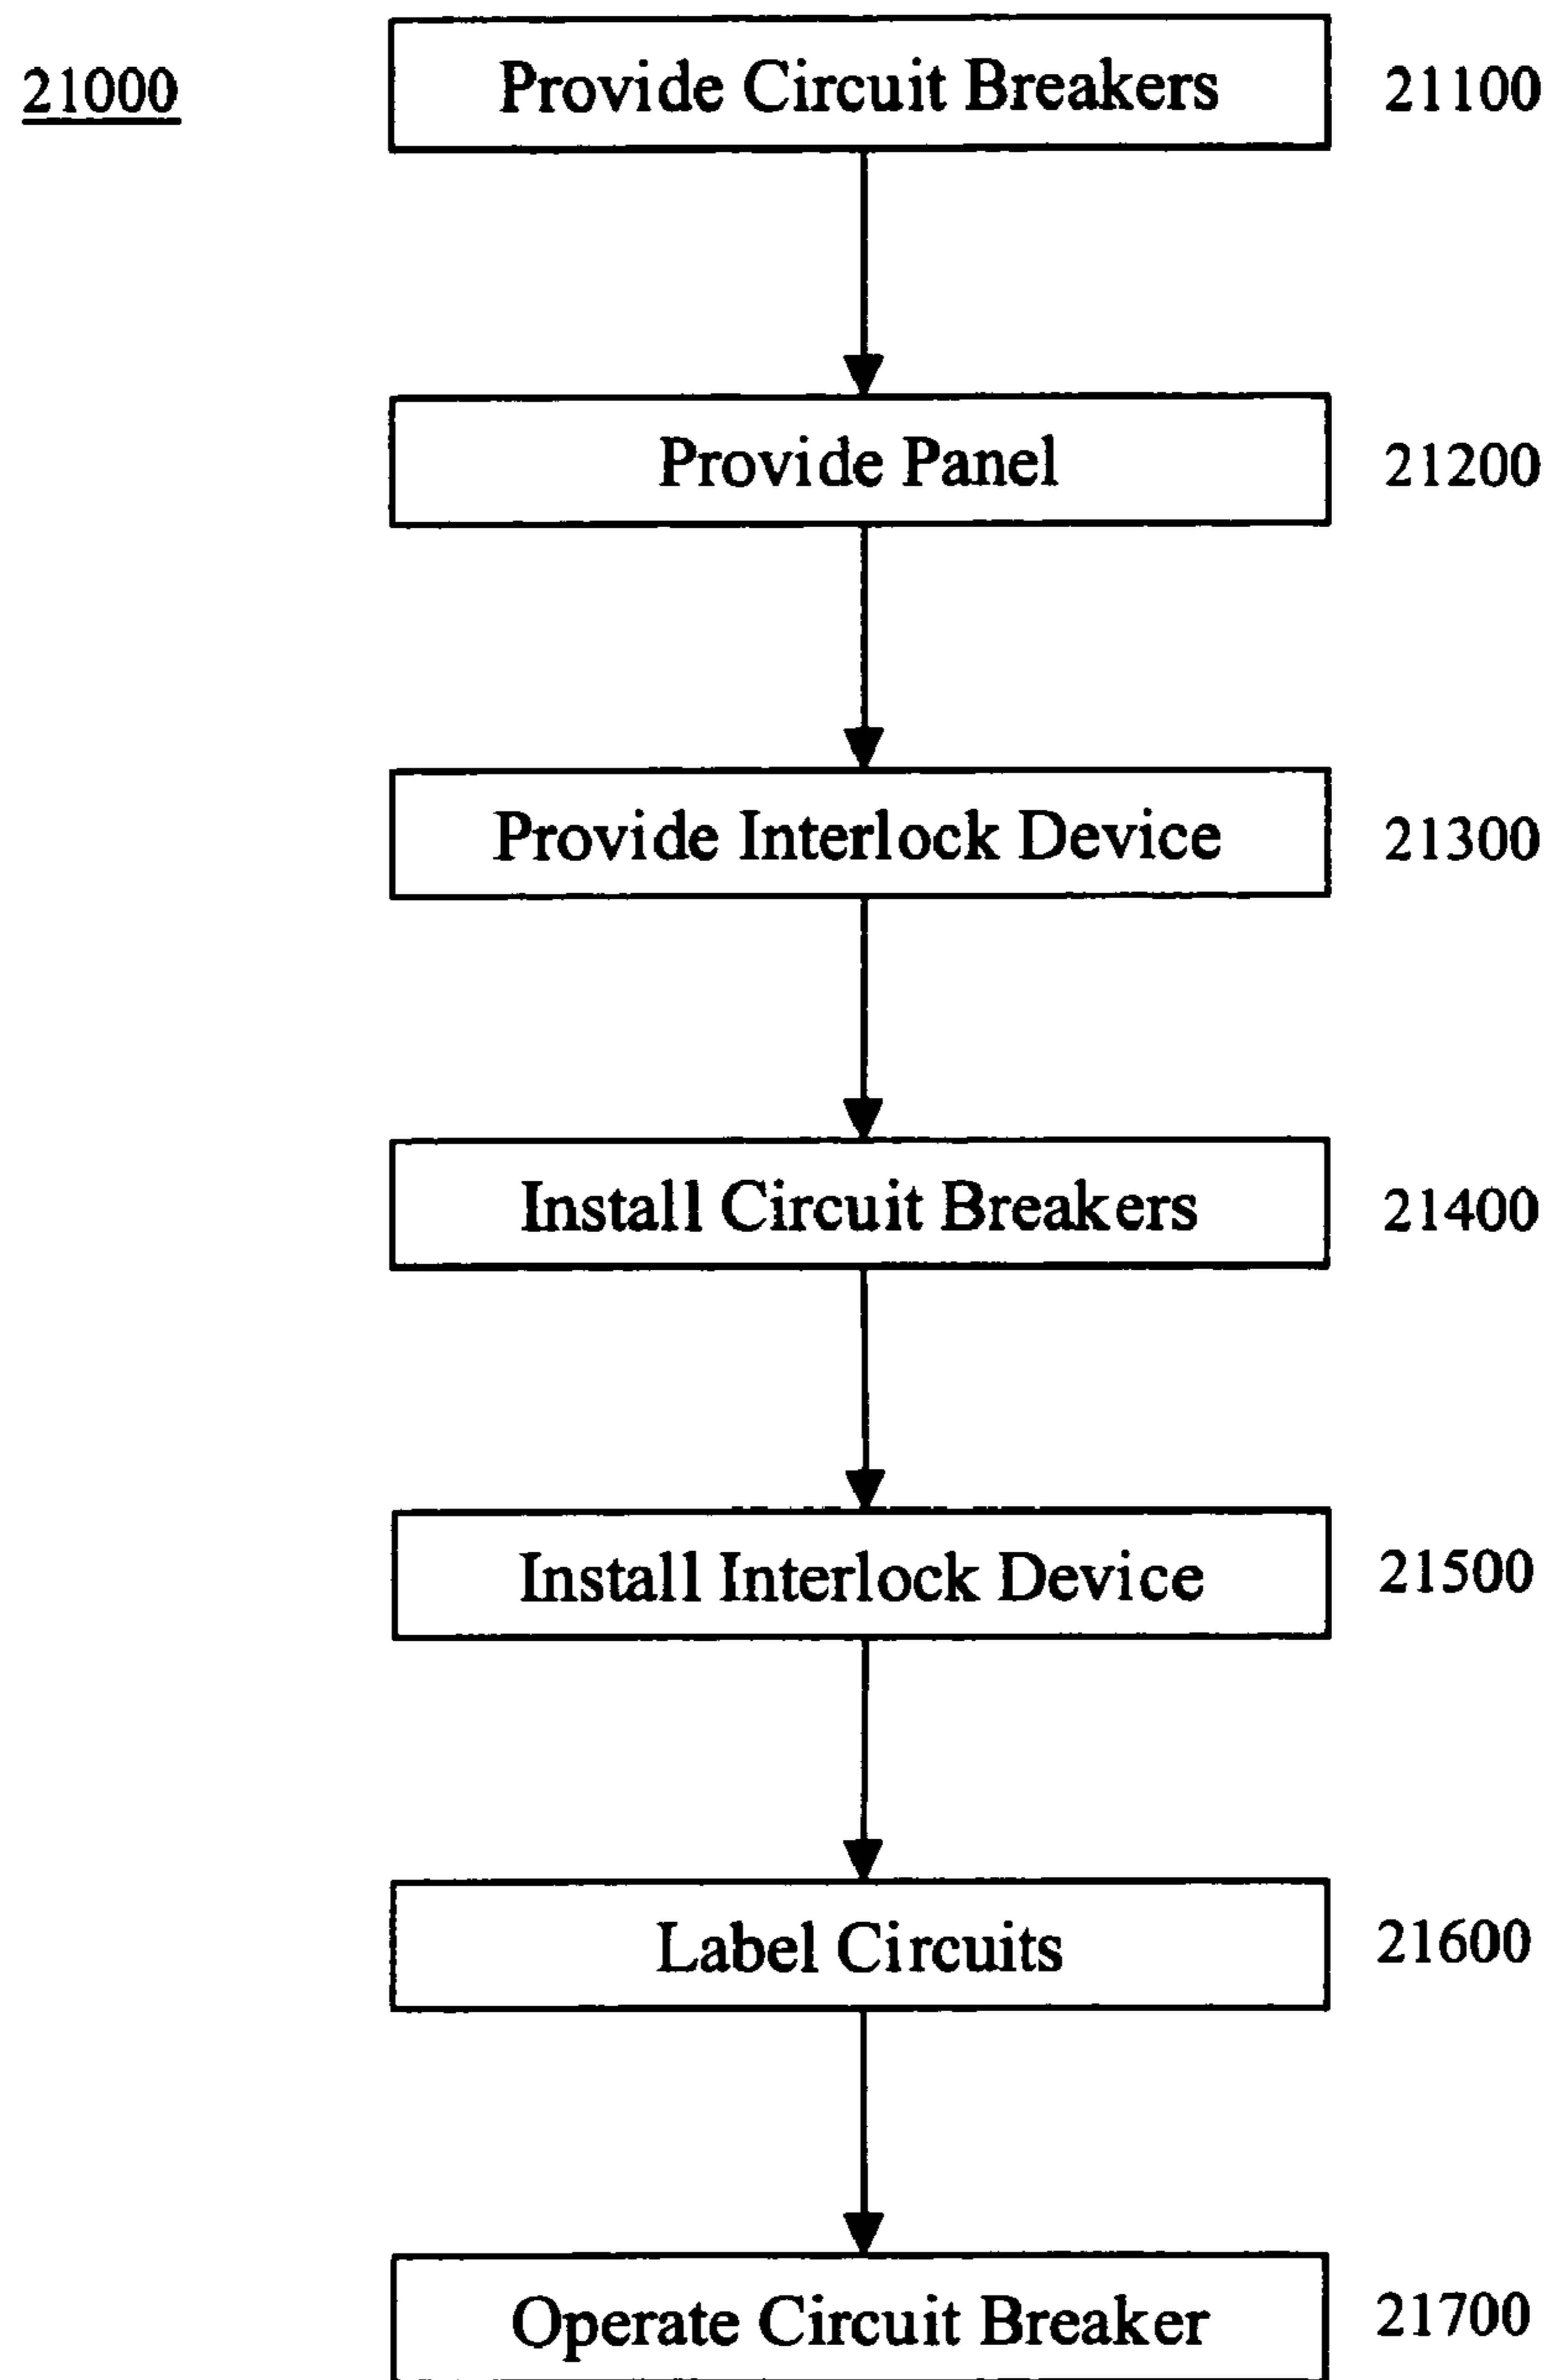 21000
Provide Circuit Breakers 21100
Provide Panel 21200
Provide Interlock Device 21300
Install Circuit Breakers 21400
Install Interlock Device 21500
Label Circuits 21600
Operate Circuit Breaker 21700